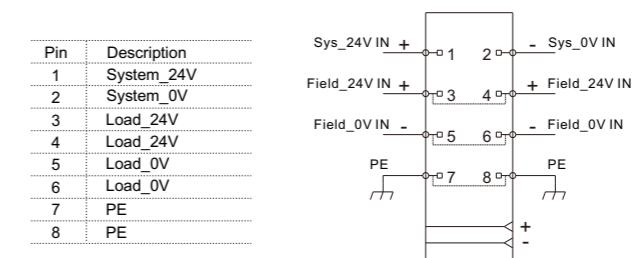 Pin Description
1 System_24V
2 System_0V
3 Load_24V
4 Load_24V
5 Load_0V
6 Load_0V
7 PE
8 PE
Sys_24V IN + 1 2 - Sys_0V IN
Field_24V IN + 3 4 + Field_24V IN
Field_0V IN - 5 6 - Field_0V IN
PE 7 8 PE
+
-